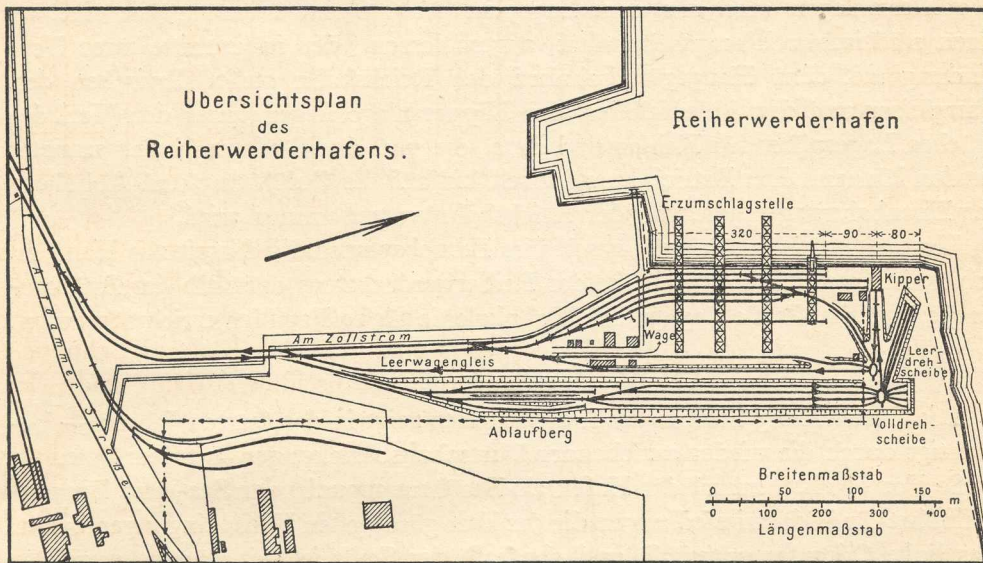 Übersichtsplan
des
Reiherwerderhafens.
Reiherwerderhafen
Erzumschlagstelle
320
90
80
Kipper
Am Zollstrom
Wage
Leerwagengleis
Leer-
dreh-
scheibe
Altdammer Straße
Ablaufberg
Volldreh-
scheibe
Breitenmaßstab
0 50 100 150 m
0 100 200 300 400
Längenmaßstab